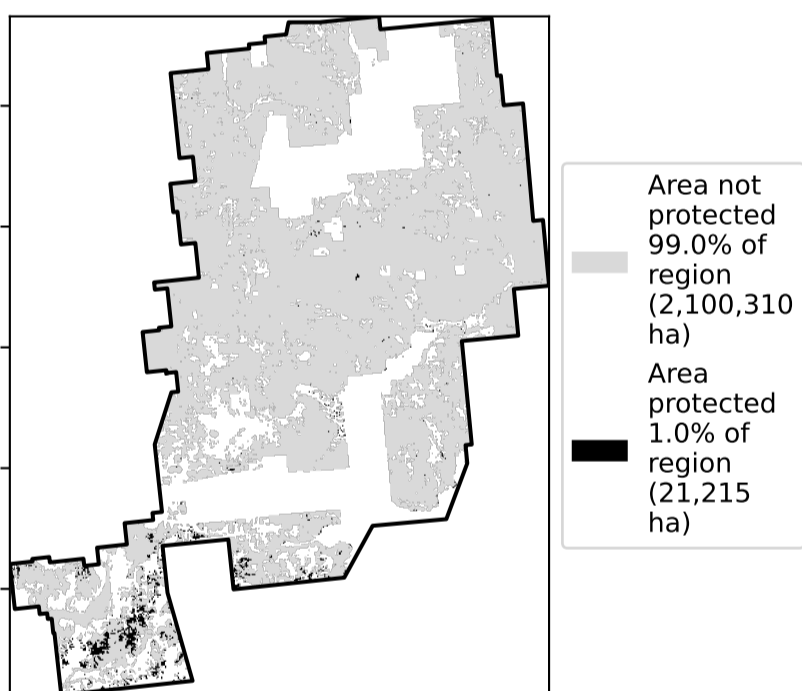 Area not
protected
99.0% of
region
(2,100,310
ha)
Area
protected
1.0% of
region
(21,215
ha)